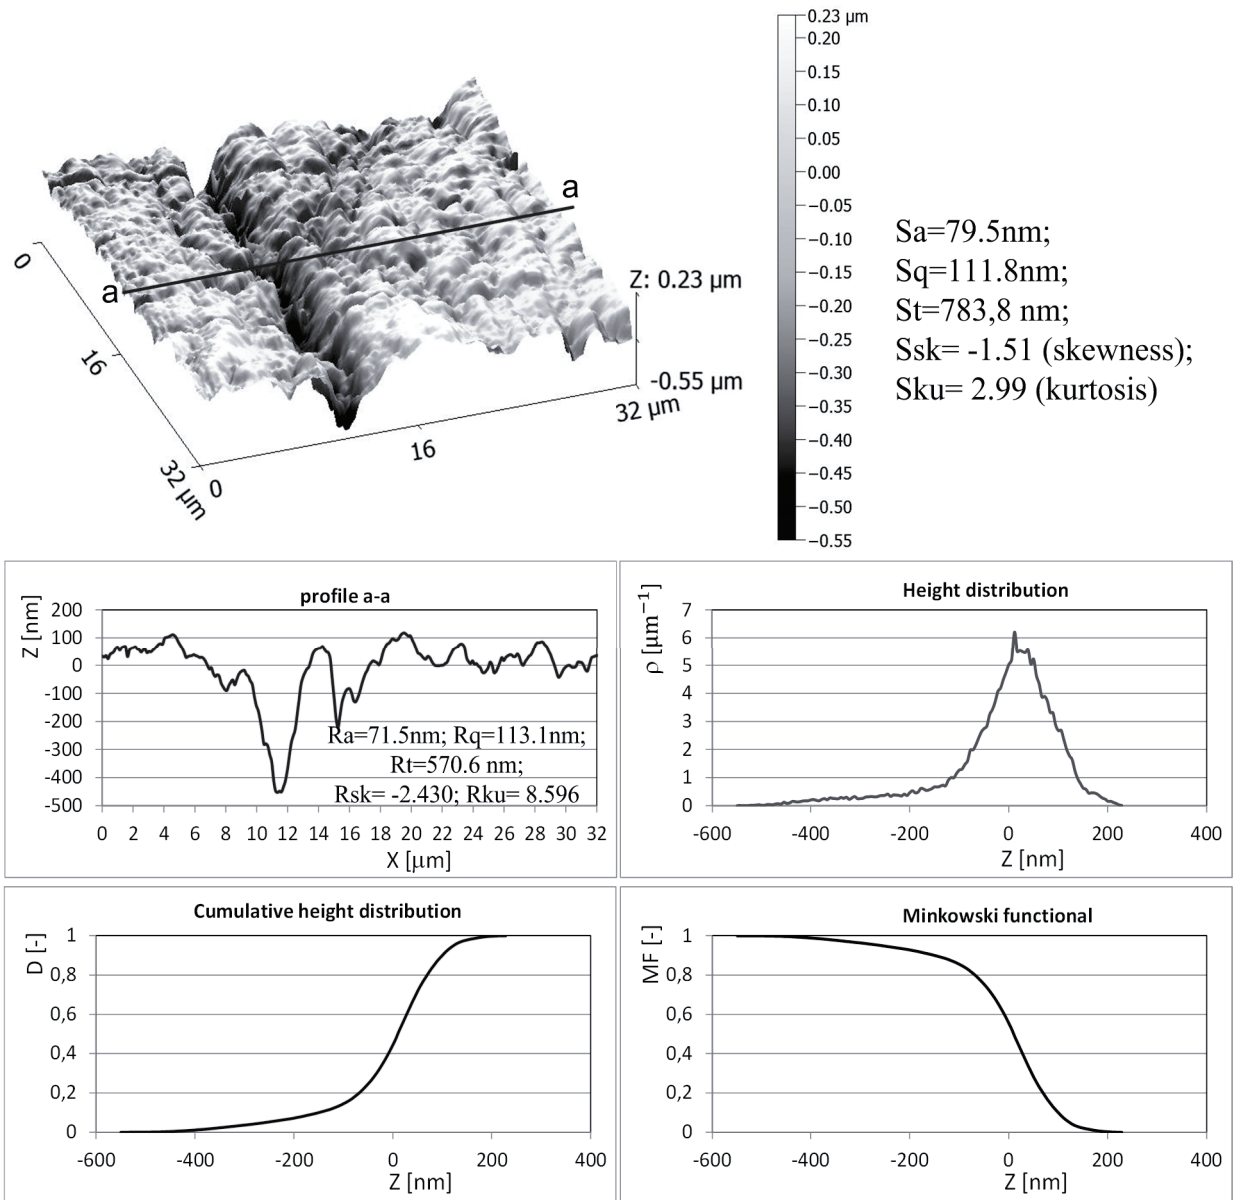 0.23 µm
0.20
0.15
0.10
0.05
0.00
−0.05
−0.10
−0.15
−0.20
−0.25
−0.30
−0.35
−0.40
−0.45
−0.50
−0.55
a
a
0
16
32 µm
0
16
32 µm
Z: 0.23 µm
-0.55 µm
Sa=79.5nm;
Sq=111.8nm;
St=783,8 nm;
Ssk= -1.51 (skewness);
Sku= 2.99 (kurtosis)
profile a-a
Z [nm]
200
100
0
-100
-200
-300
-400
-500
Ra=71.5nm; Rq=113.1nm;
Rt=570.6 nm;
Rsk= -2.430; Rku= 8.596
0 2 4 6 8 10 12 14 16 18 20 22 24 26 28 30 32
X [µm]
Height distribution
ρ [µm⁻¹]
7
6
5
4
3
2
1
0
-600 -400 -200 0 200 400
Z [nm]
Cumulative height distribution
D [-]
1
0,8
0,6
0,4
0,2
0
-600 -400 -200 0 200 400
Z [nm]
Minkowski functional
MF [-]
1
0,8
0,6
0,4
0,2
0
-600 -400 -200 0 200 400
Z [nm]